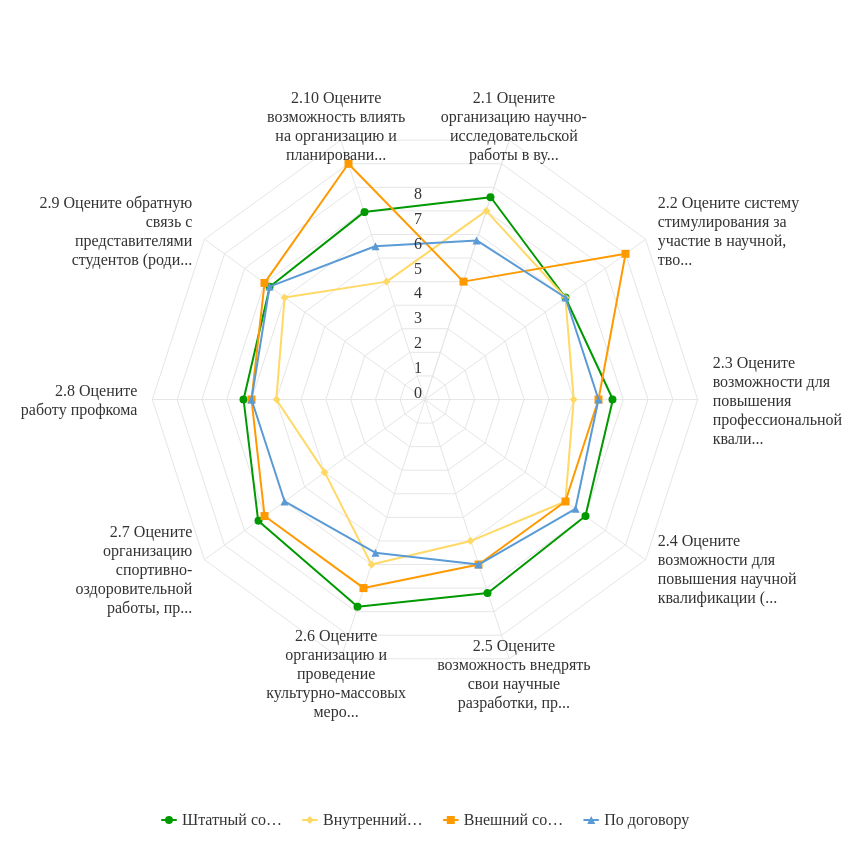 2.10 Оцените
возможность влиять
на организацию и
планировани...
2.1 Оцените
организацию научно-
исследовательской
работы в ву...
2.9 Оцените обратную
связь с
представителями
студентов (роди...
2.2 Оцените систему
стимулирования за
участие в научной,
тво...
8
7
6
5
4
3
2
1
0
2.8 Оцените
работу профкома
2.3 Оцените
возможности для
повышения
профессиональной
квали...
2.7 Оцените
организацию
спортивно-
оздоровительной
работы, пр...
2.4 Оцените
возможности для
повышения научной
квалификации (...
2.6 Оцените
организацию и
проведение
культурно-массовых
меро...
2.5 Оцените
возможность внедрять
свои научные
разработки, пр...
Штатный со… Внутренний… Внешний со… По договору